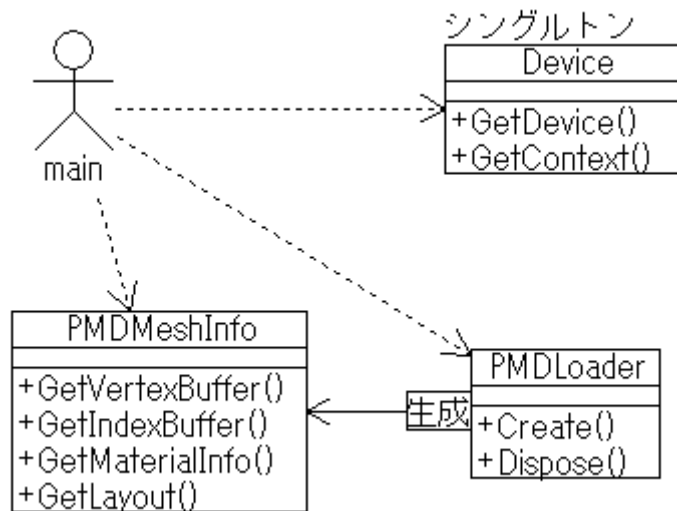 シングルトン
Device
+GetDevice()
+GetContext()
main
PMDMeshInfo
+GetVertexBuffer()
+GetIndexBuffer()
+GetMaterialInfo()
+GetLayout()
生成
PMDLoader
+Create()
+Dispose()